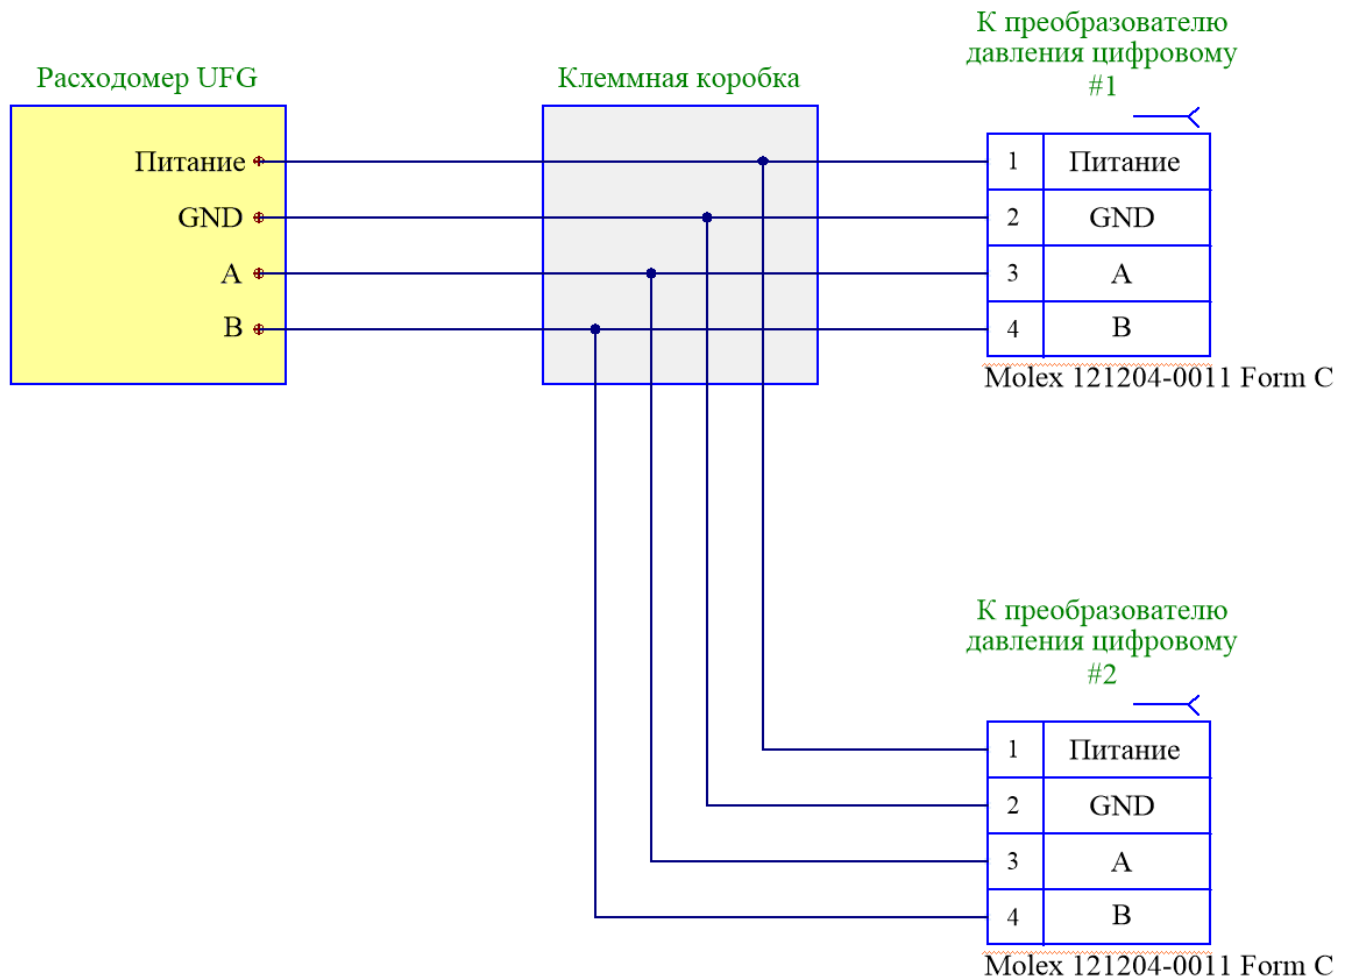 К преобразователю
давления цифровому
#1
Расходомер UFG
Клеммная коробка
Питание
GND
A
B
1 Питание
2 GND
3 A
4 B
Molex 121204-0011 Form C
К преобразователю
давления цифровому
#2
1 Питание
2 GND
3 A
4 B
Molex 121204-0011 Form C